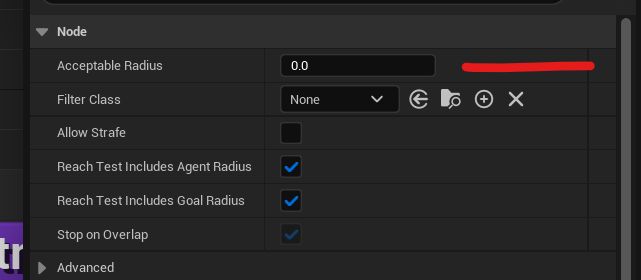 Node
Acceptable Radius 0.0
Filter Class None
Allow Strafe
Reach Test Includes Agent Radius
Reach Test Includes Goal Radius
Stop on Overlap
Advanced